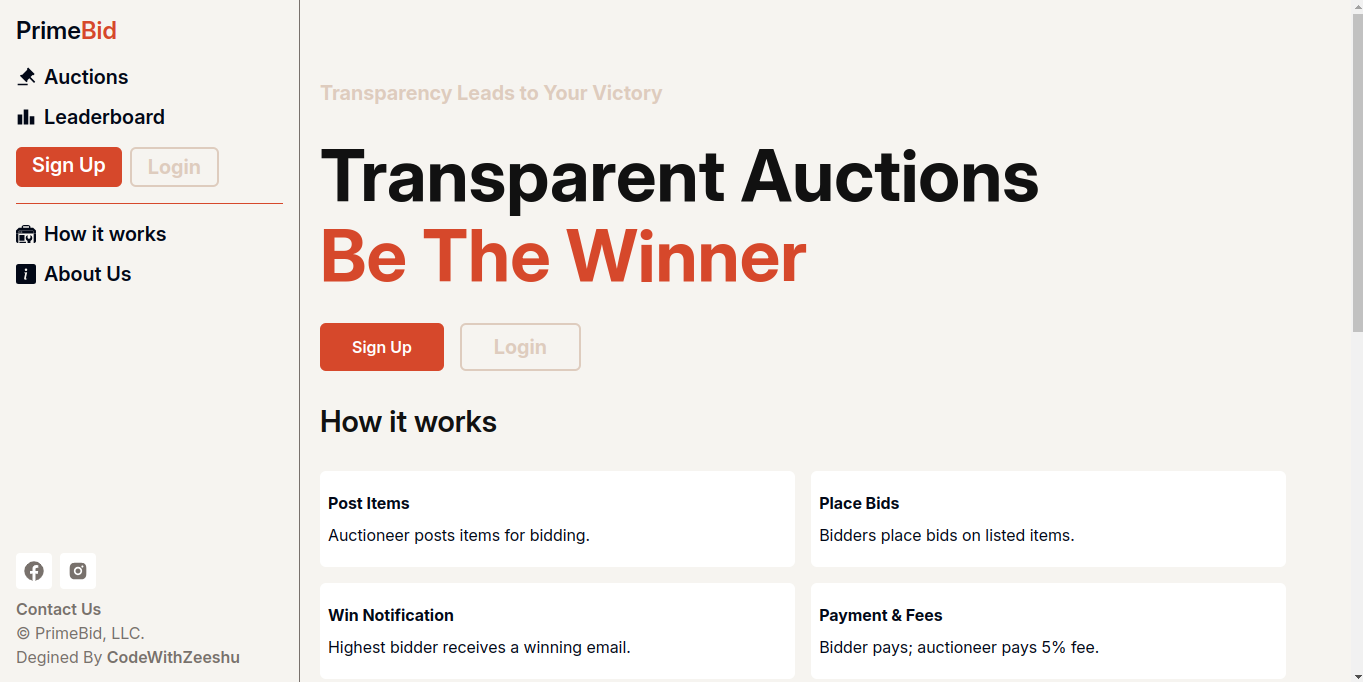 PrimeBid
Auctions
Leaderboard
Sign Up
Login
How it works
About Us
Contact Us
© PrimeBid, LLC.
Degined By CodeWithZeeshu
Transparency Leads to Your Victory
Transparent Auctions
Be The Winner
Sign Up
Login
How it works
Post Items
Auctioneer posts items for bidding.
Place Bids
Bidders place bids on listed items.
Win Notification
Highest bidder receives a winning email.
Payment & Fees
Bidder pays; auctioneer pays 5% fee.